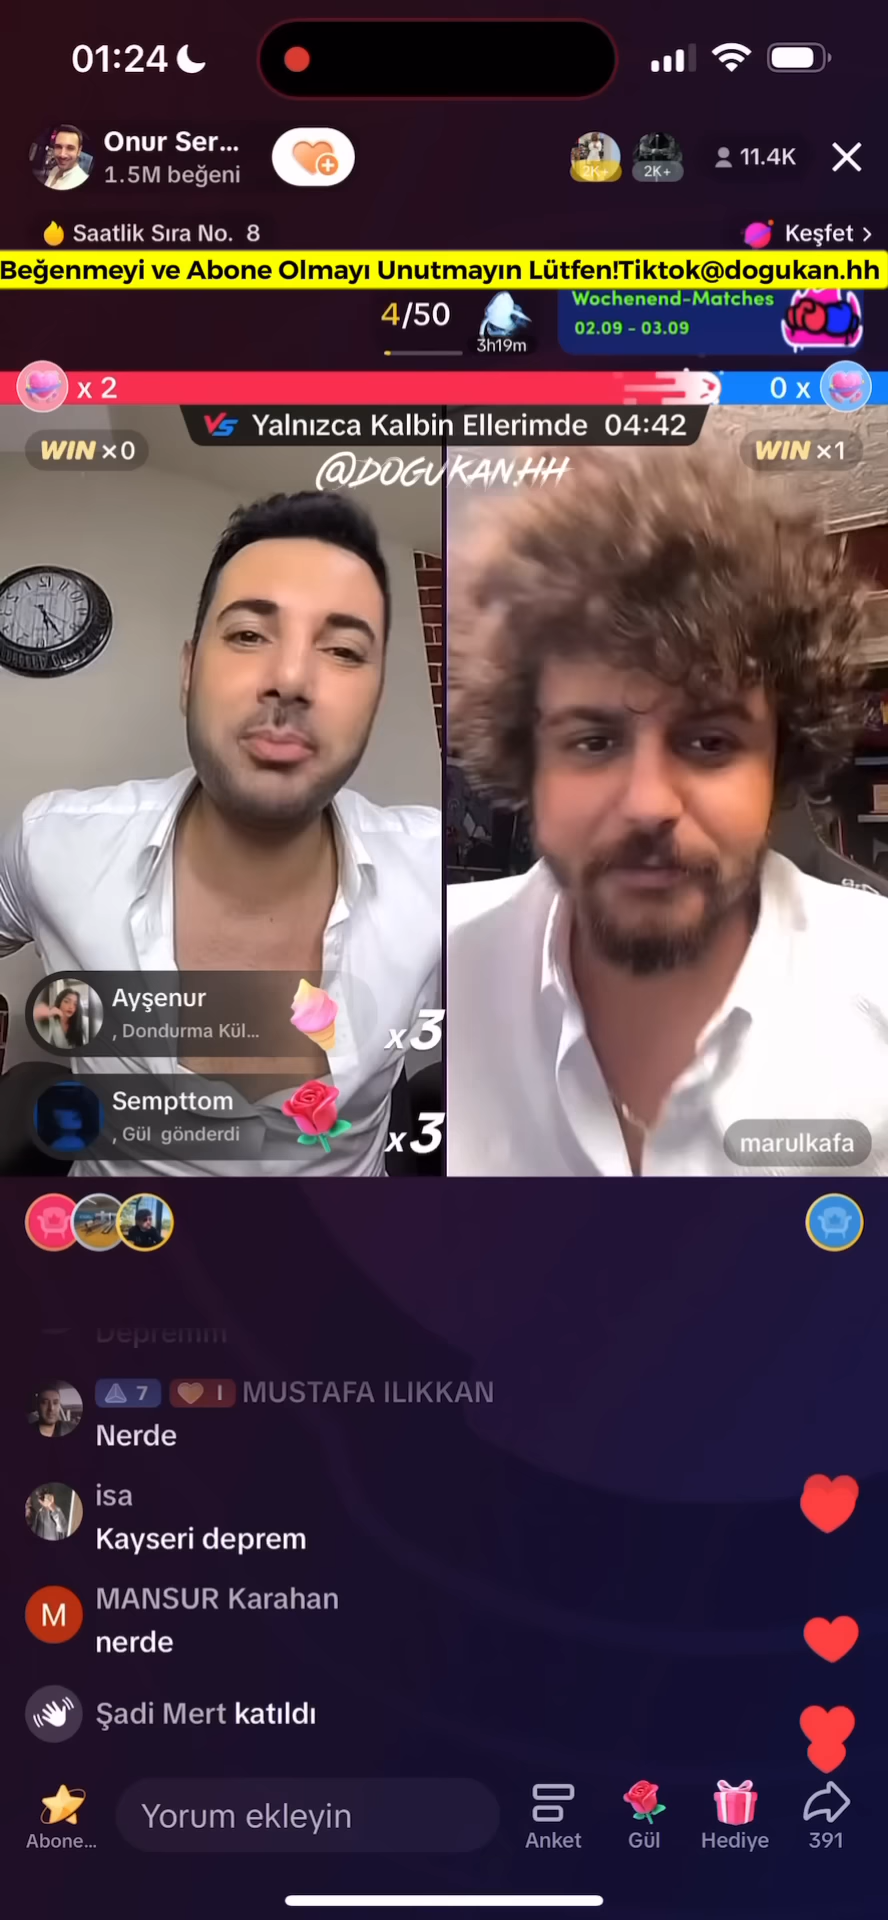 01:24
Onur Ser...
1.5M beğeni
2K+
2K+
11.4K
Saatlik Sıra No. 8
Keşfet >
Beğenmeyi ve Abone Olmayı Unutmayın Lütfen!Tiktok@dogukan.hh
4/50
3h19m
Wochenend-Matches
02.09 - 03.09
x 2
0 x
VS Yalnızca Kalbin Ellerimde 04:42
WIN x0
WIN x1
@DOGUKAN.HH
Ayşenur
, Dondurma Kül...
x3
Sempttom
, Gül gönderdi
x3
marulkafa
Depremm
7 I MUSTAFA ILIKKAN
Nerde
isa
Kayseri deprem
M
MANSUR Karahan
nerde
Şadi Mert katıldı
Yorum ekleyin
Abone...
Anket
Gül
Hediye
391